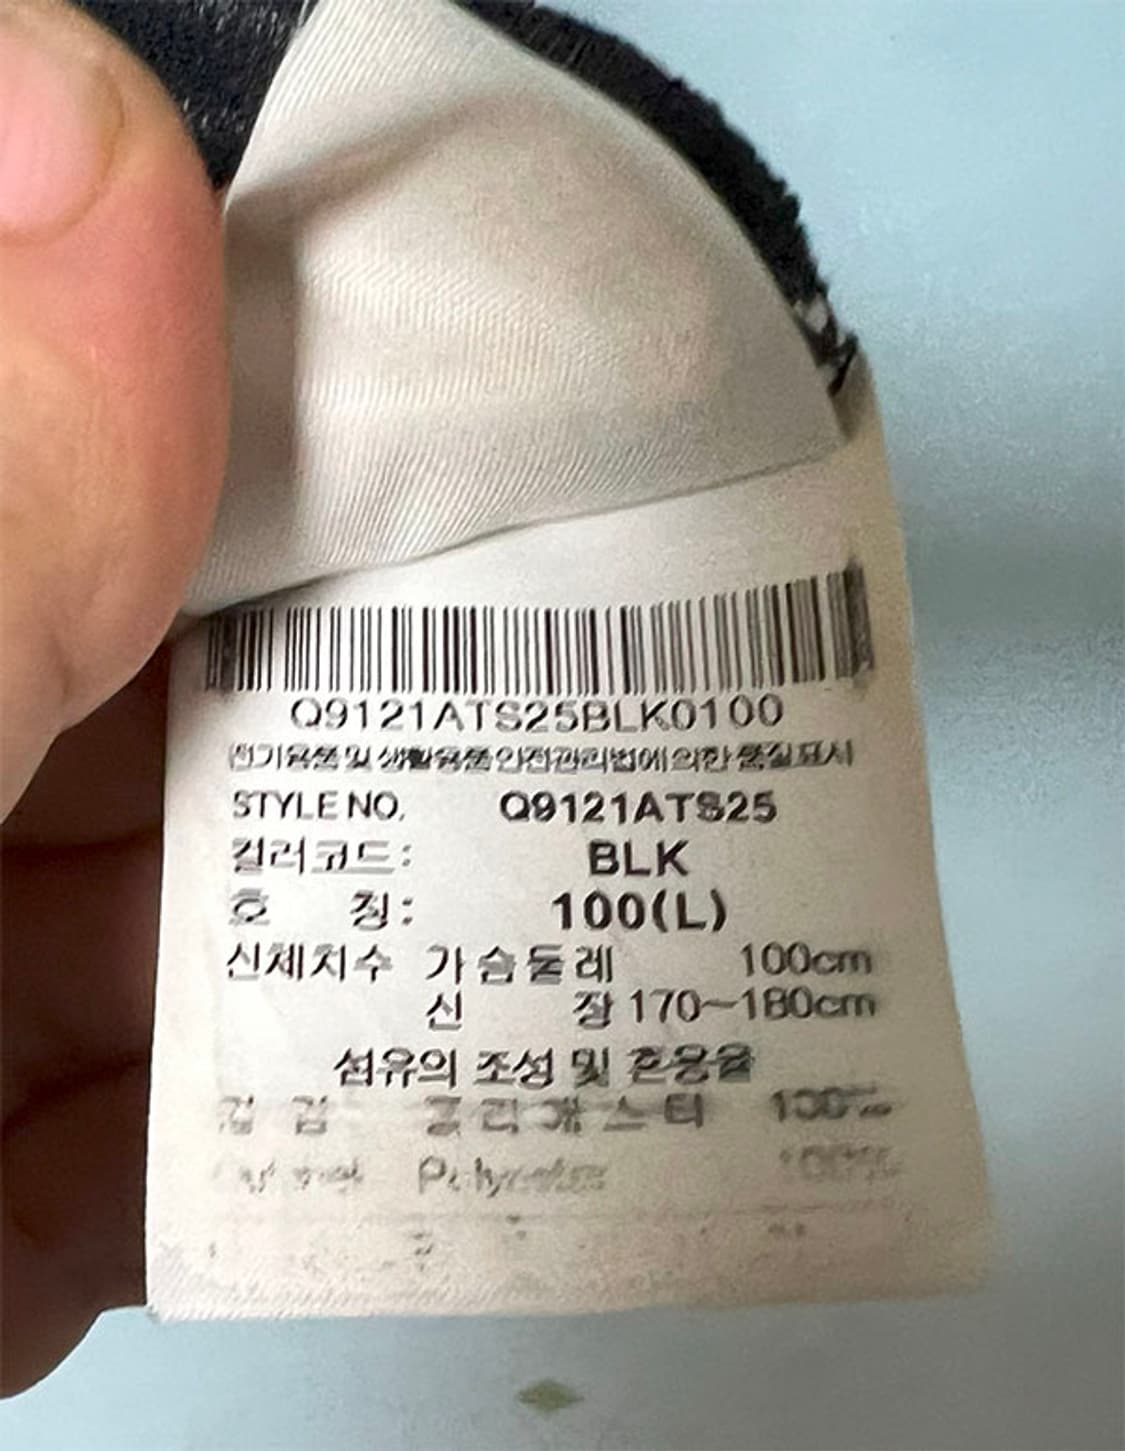 Q9121ATS25BLK0100
전기용품 및 생활용품 안전관리법에 의한 품질표시
STYLE NO. Q9121ATS25
컬러코드: BLK
호 칭: 100(L)
신체치수 가슴둘레 100cm
신 장 170~180cm
섬유의 조성 및 혼용율
겉 감 폴리에스터 100%
Polyester 100%